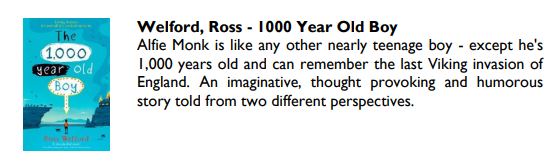 The
1,000
year old
Boy
Ross Welford
Welford, Ross - 1000 Year Old Boy
Alfie Monk is like any other nearly teenage boy - except he's
1,000 years old and can remember the last Viking invasion of
England. An imaginative, thought provoking and humorous
story told from two different perspectives.